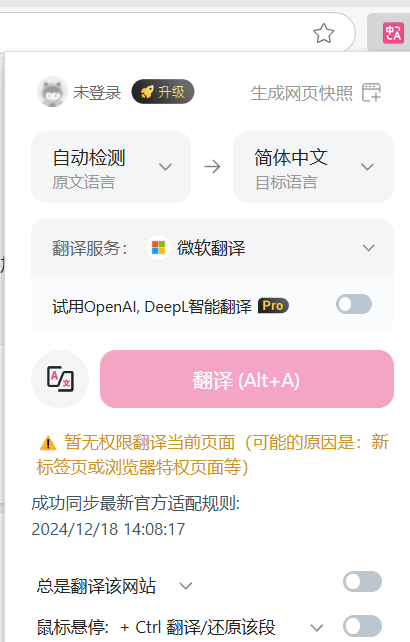 未登录 升级 生成网页快照
自动检测 简体中文
原文语言 目标语言
翻译服务： 微软翻译
试用OpenAI, DeepL智能翻译 Pro
翻译 (Alt+A)
暂无权限翻译当前页面（可能的原因是：新
标签页或浏览器特权页面等）
成功同步最新官方适配规则:
2024/12/18 14:08:17
总是翻译该网站
鼠标悬停: + Ctrl 翻译/还原该段